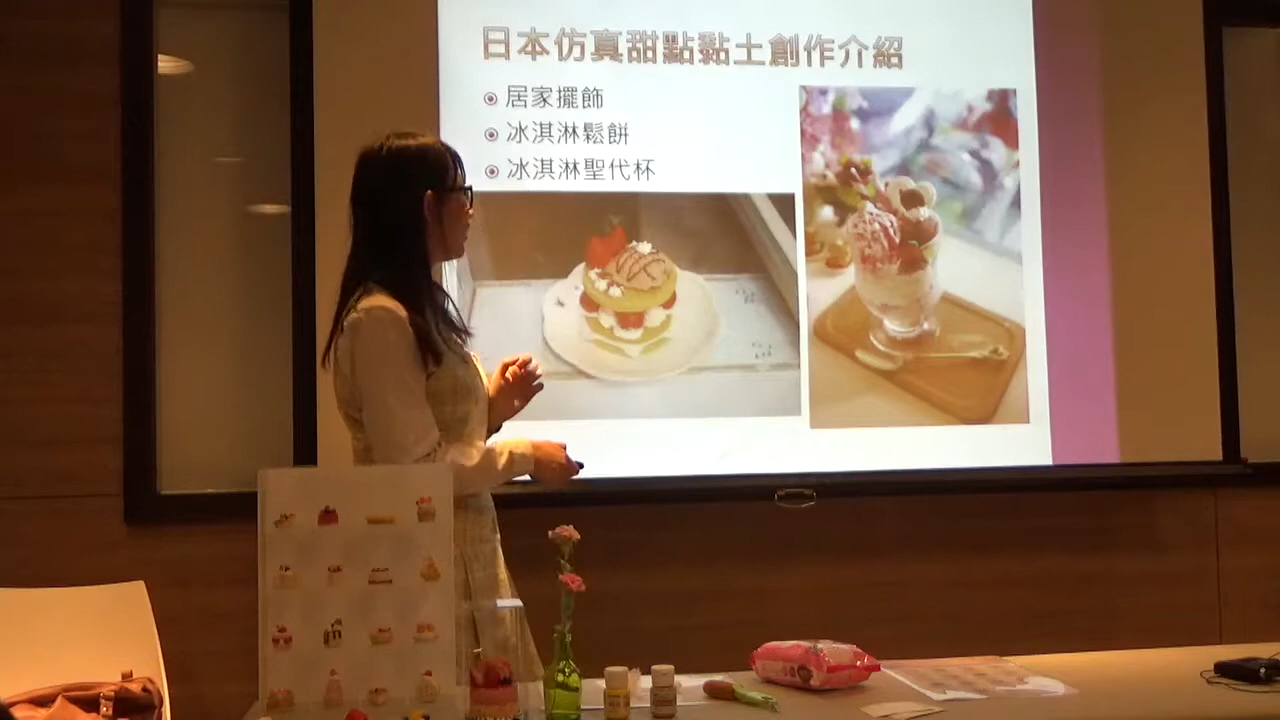 日本仿真甜點黏土創作介紹
居家擺飾
冰淇淋鬆餅
冰淇淋聖代杯